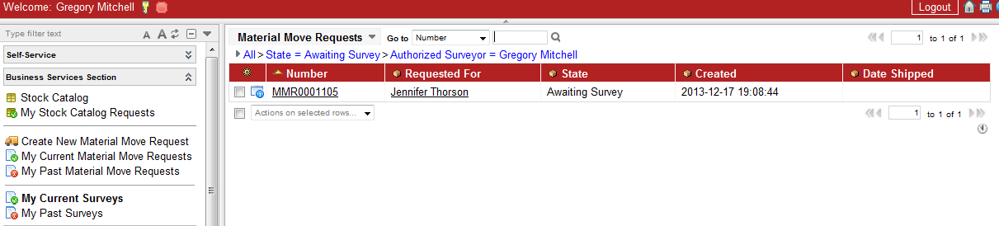 Welcome: Gregory Mitchell
Logout
Type filter text
A A
Self-Service
Business Services Section
Stock Catalog
My Stock Catalog Requests
Create New Material Move Request
My Current Material Move Requests
My Past Material Move Requests
My Current Surveys
My Past Surveys
Material Move Requests Go to Number
1 to 1 of 1
All > State = Awaiting Survey > Authorized Surveyor = Gregory Mitchell
Number Requested For State Created Date Shipped
MMR0001105 Jennifer Thorson Awaiting Survey 2013-12-17 19:08:44
Actions on selected rows...
1 to 1 of 1